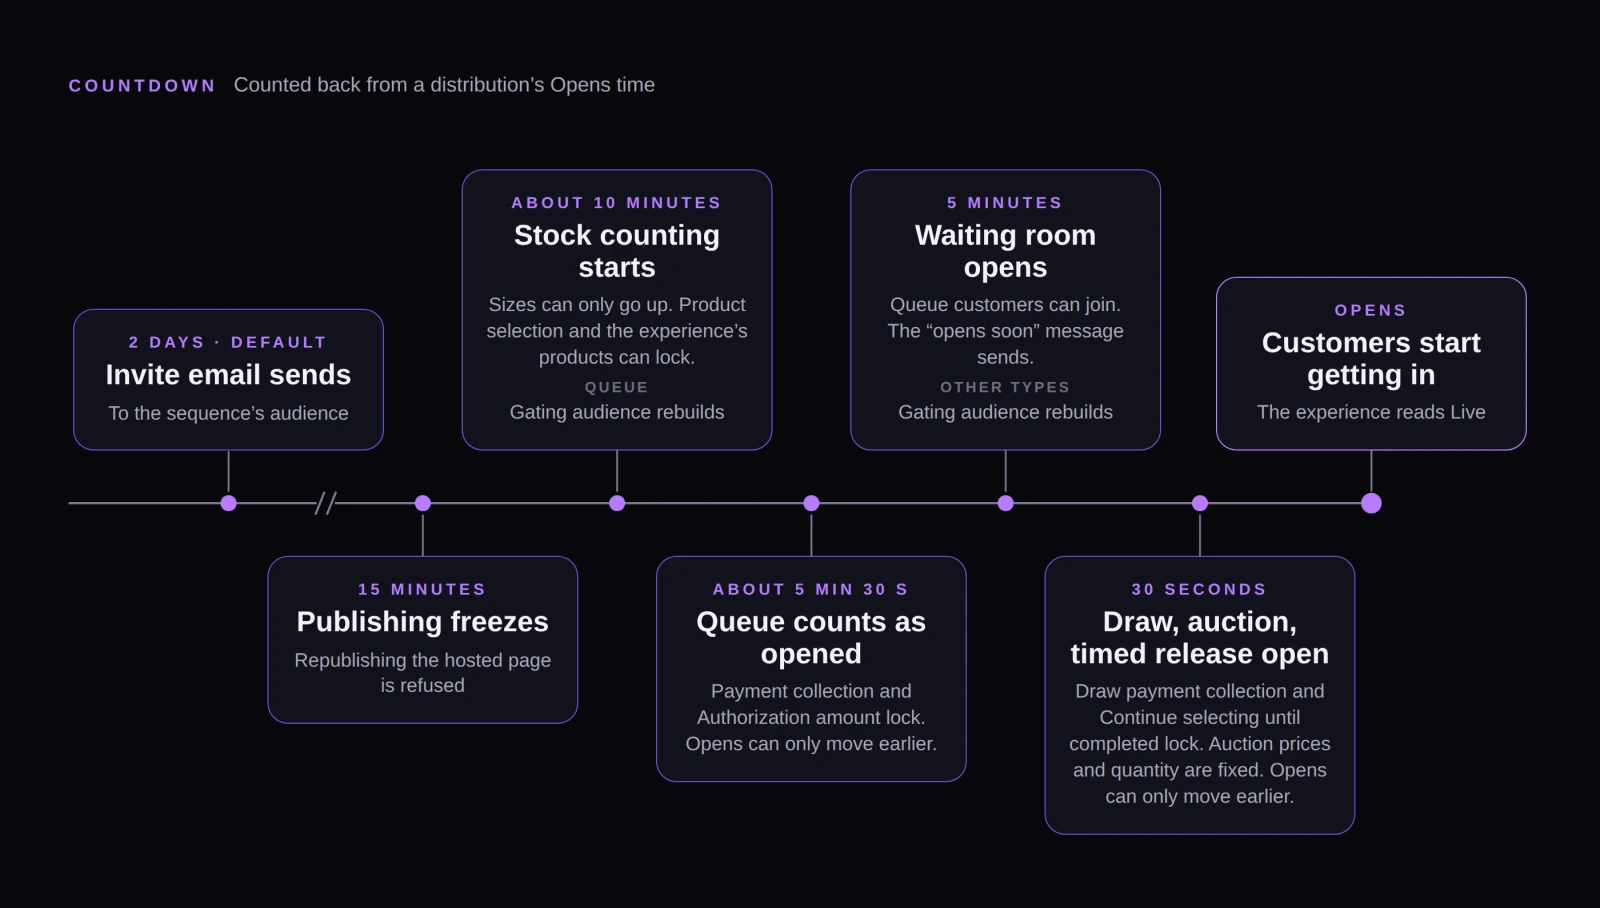 COUNTDOWN Counted back from a distribution’s Opens time
2 DAYS · DEFAULT
Invite email sends
To the sequence’s audience
15 MINUTES
Publishing freezes
Republishing the hosted page
is refused
ABOUT 10 MINUTES
Stock counting
starts
Sizes can only go up. Product
selection and the experience’s
products can lock.
QUEUE
Gating audience rebuilds
ABOUT 5 MIN 30 S
Queue counts as
opened
Payment collection and
Authorization amount lock.
Opens can only move earlier.
5 MINUTES
Waiting room
opens
Queue customers can join.
The “opens soon” message
sends.
OTHER TYPES
Gating audience rebuilds
30 SECONDS
Draw, auction,
timed release open
Draw payment collection and
Continue selecting until
completed lock. Auction prices
and quantity are fixed. Opens
can only move earlier.
OPENS
Customers start
getting in
The experience reads Live